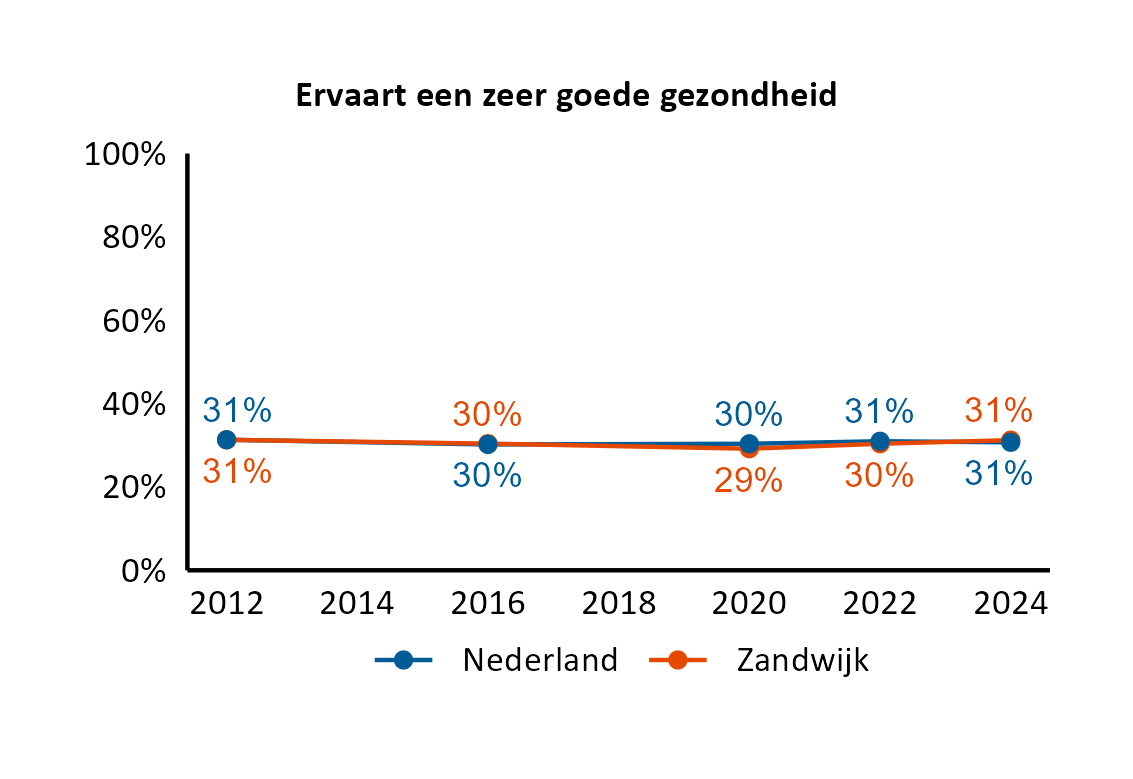 Ervaart een zeer goede gezondheid
100%
80%
60%
40%
20%
0%
31% 30% 30% 31% 31%
31% 30% 29% 30% 31%
2012 2014 2016 2018 2020 2022 2024
Nederland Zandwijk